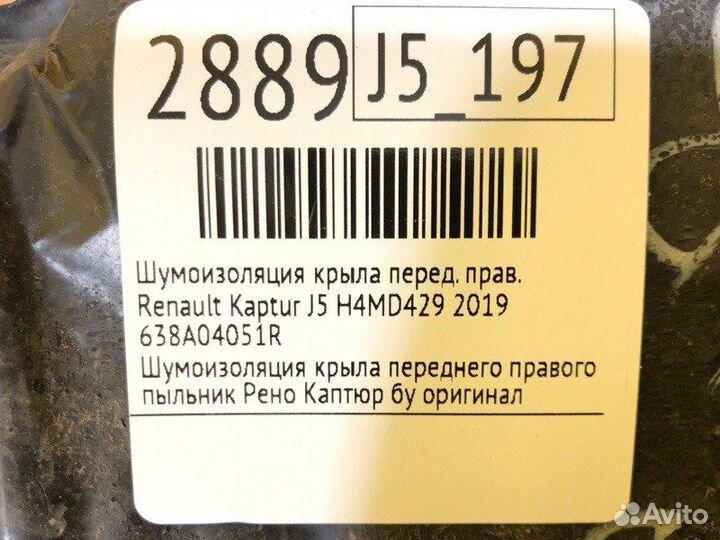 2889 J5_197
Шумоизоляция крыла перед. прав.
Renault Kaptur J5 H4MD429 2019
638A04051R
Шумоизоляция крыла переднего правого
пыльник Рено Каптюр бу оригинал
Avito